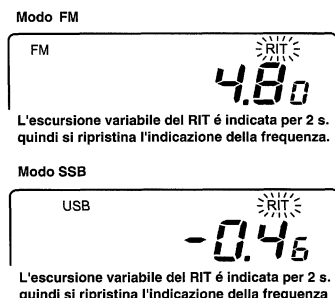 Modo FM
FM RIT
4.80
L'escursione variabile del RIT é indicata per 2 s.
quindi si ripristina l'indicazione della frequenza.
Modo SSB
USB RIT
-0.46
L'escursione variabile del RIT é indicata per 2 s.
quindi si ripristina l'indicazione della frequenza